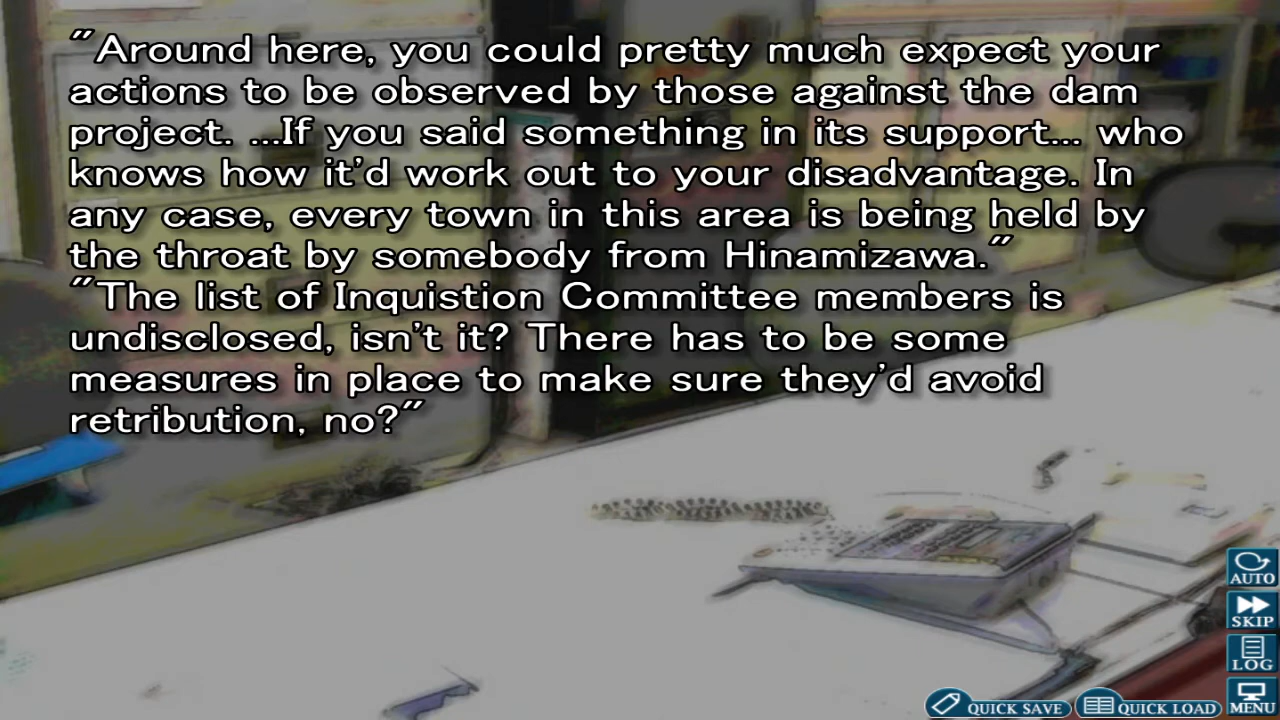 "Around here, you could pretty much expect your
actions to be observed by those against the dam
project. ...If you said something in its support... who
knows how it'd work out to your disadvantage. In
any case, every town in this area is being held by
the throat by somebody from Hinamizawa."
"The list of Inquistion Committee members is
undisclosed, isn't it? There has to be some
measures in place to make sure they'd avoid
retribution, no?"
AUTO
SKIP
LOG
MENU
QUICK SAVE
QUICK LOAD